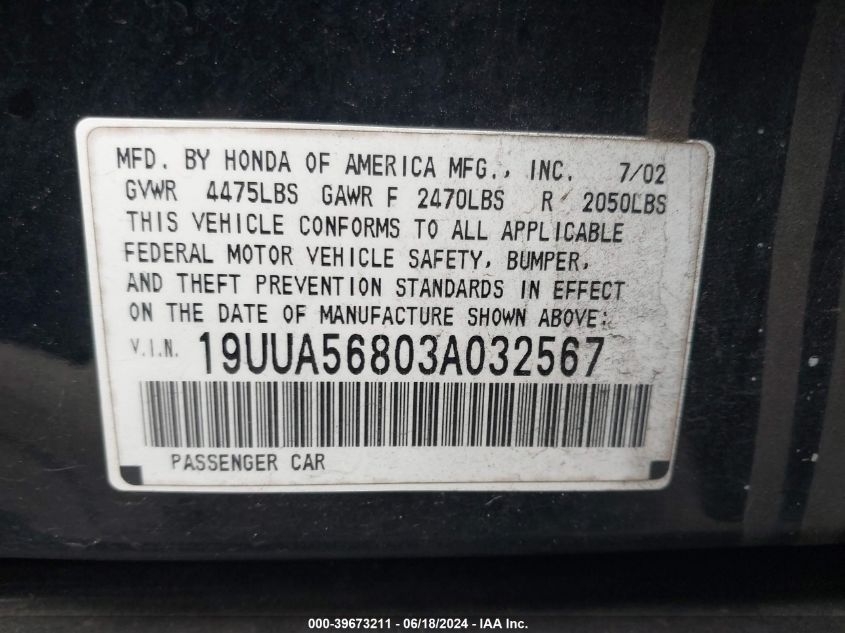 MFD. BY HONDA OF AMERICA MFG., INC. 7/02
GVWR 4475LBS GAWR F 2470LBS R 2050LBS
THIS VEHICLE CONFORMS TO ALL APPLICABLE
FEDERAL MOTOR VEHICLE SAFETY, BUMPER,
AND THEFT PREVENTION STANDARDS IN EFFECT
ON THE DATE OF MANUFACTURE SHOWN ABOVE:
V.I.N. 19UUA56803A032567
PASSENGER CAR
000-39673211 - 06/18/2024 - IAA Inc.